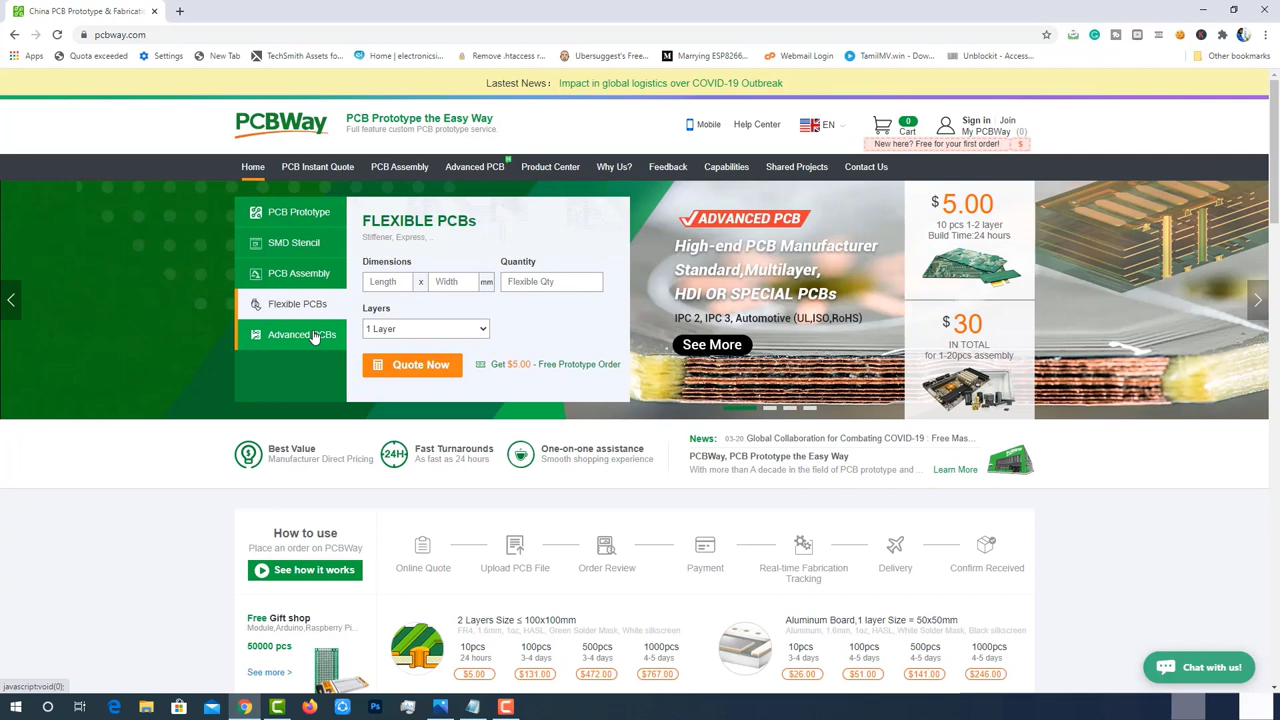 China PCB Prototype & Fabricatio
pcbway.com
Apps
Quota exceeded
Settings
New Tab
TechSmith Assets fo...
Home | electronicsi...
Remove .htaccess r...
Ubersuggest's Free...
Marrying ESP8266...
Webmail Login
TamilMV.win - Dow...
Unblockit - Access...
Other bookmarks
Lastest News : Impact in global logistics over COVID-19 Outbreak
PCBWay
PCB Prototype the Easy Way
Full feature custom PCB prototype service.
Mobile
Help Center
EN
0
Cart
Sign in Join
My PCBWay (0)
New here? Free for your first order! $
Home
PCB Instant Quote
PCB Assembly
Advanced PCB
Product Center
Why Us?
Feedback
Capabilities
Shared Projects
Contact Us
PCB Prototype
SMD Stencil
PCB Assembly
Flexible PCBs
Advanced PCBs
FLEXIBLE PCBs
Stiffener, Express, ..
Dimensions
Quantity
Length x Width mm
Flexible Qty
Layers
1 Layer
Quote Now
Get $5.00 - Free Prototype Order
ADVANCED PCB
High-end PCB Manufacturer
Standard,Multilayer,
HDI OR SPECIAL PCBs
IPC 2, IPC 3, Automotive (UL,ISO,RoHS)
See More
$ 5.00
10 pcs 1-2 layer
Build Time:24 hours
$ 30
IN TOTAL
for 1-20pcs assembly
Best Value
Manufacturer Direct Pricing
24H
Fast Turnarounds
As fast as 24 hours
One-on-one assistance
Smooth shopping experience
News: 03-20 Global Collaboration for Combating COVID-19 : Free Mas...
PCBWay, PCB Prototype the Easy Way
With more than A decade in the field of PCB prototype and ... Learn More
How to use
Place an order on PCBWay
See how it works
Online Quote
Upload PCB File
Order Review
Payment
Real-time Fabrication
Tracking
Delivery
Confirm Received
Free Gift shop
Module,Arduino,Raspberry Pi...
50000 pcs
See more >
2 Layers Size ≤ 100x100mm
FR4, 1.6mm, 1oz, HASL, Green Solder Mask, White silkscreen
10pcs 100pcs 500pcs 1000pcs
24 hours 3-4 days 3-4 days 4-5 days
$5.00 $131.00 $472.00 $767.00
Aluminum Board,1 layer Size = 50x50mm
Aluminum, 1.6mm, 1oz, HASL, White Solder Mask, Black silkscreen
10pcs 100pcs 500pcs 1000pcs
3-4 days 4-5 days 4-5 days 4-5 days
$26.00 $51.00 $141.00 $246.00
Chat with us!
javascript:void(0);